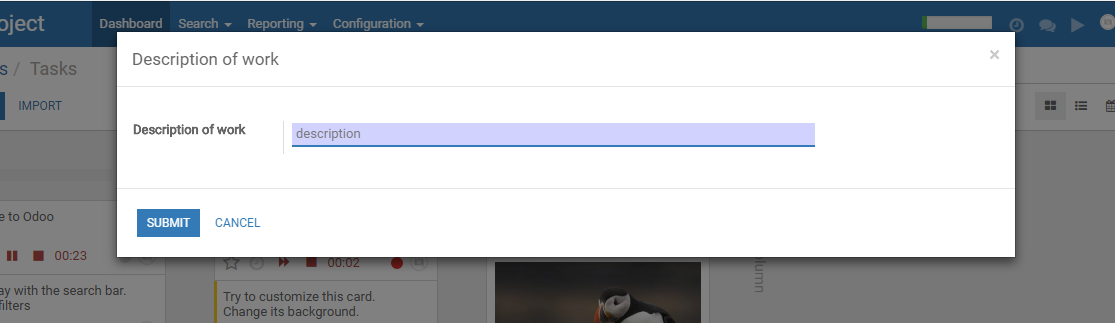 oject Dashboard Search Reporting Configuration
Description of work ×
s / Tasks
IMPORT
Description of work description
SUBMIT CANCEL
e to Odoo
00:23
00:02
ay with the search bar.
filters
Try to customize this card.
Change its background.
lumn